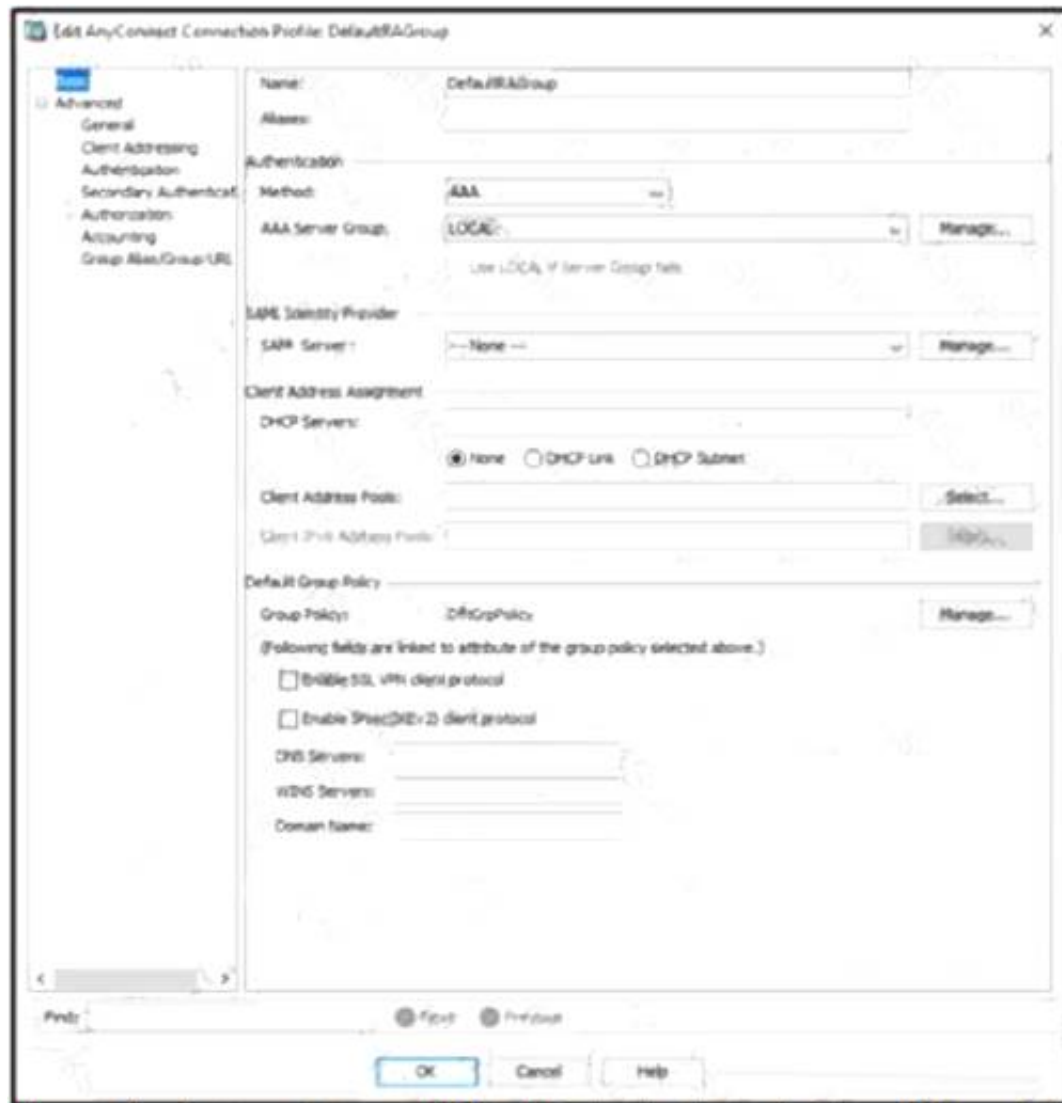 Edit AnyConnect Connection Profile: DefaultRAGroup
Basic
Advanced
General
Client Addressing
Authentication
Secondary Authenticat
Authorization
Accounting
Group Alias/Group URL
Name: DefaultRAGroup
Aliases:
Authentication
Method: AAA
AAA Server Group: LOCAL Manage...
Use LOCAL if Server Group fails
SAML Identity Provider
Server : --- None --- Manage...
Client Address Assignment
DHCP Servers:
None DHCP Link DHCP Subnet
Client Address Pools: Select...
Client IPv6 Address Pools:
Default Group Policy
Group Policy: DfltGrpPolicy Manage...
(Following fields are linked to attribute of the group policy selected above.)
Enable SSL VPN client protocol
Enable IPsec(IKEv2) client protocol
DNS Servers:
WINS Servers:
Domain Name:
Find: Next Previous
OK Cancel Help